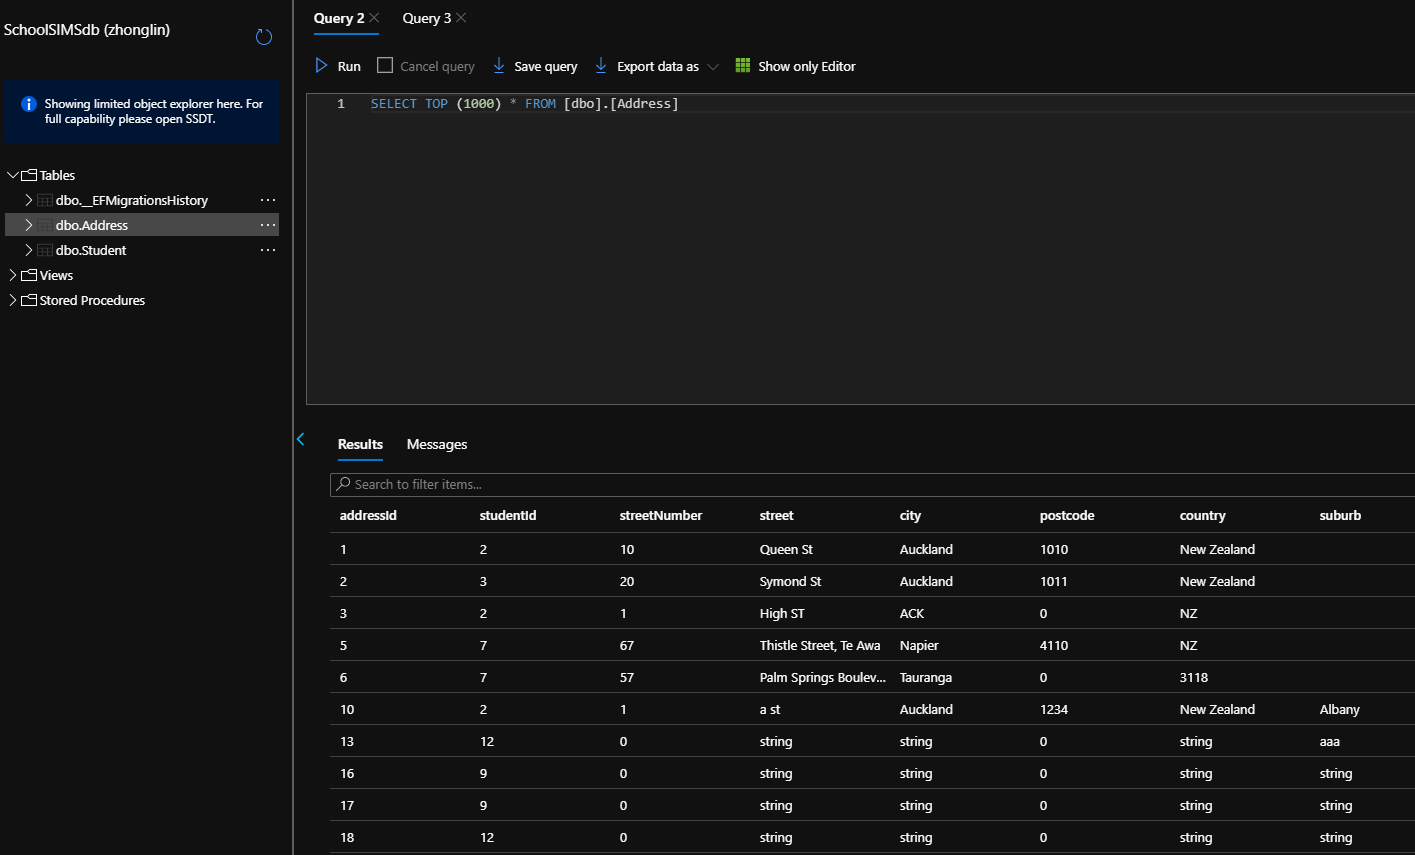 SchoolSIMSdb (zhonglin)
Showing limited object explorer here. For
full capability please open SSDT.
Tables
dbo.__EFMigrationsHistory ...
dbo.Address ...
dbo.Student ...
Views
Stored Procedures
Query 2 Query 3
Run Cancel query Save query Export data as Show only Editor
1 SELECT TOP (1000) * FROM [dbo].[Address]
Results Messages
Search to filter items...
addressId studentId streetNumber street city postcode country suburb
1 2 10 Queen St Auckland 1010 New Zealand
2 3 20 Symond St Auckland 1011 New Zealand
3 2 1 High ST ACK 0 NZ
5 7 67 Thistle Street, Te Awa Napier 4110 NZ
6 7 57 Palm Springs Boulev... Tauranga 0 3118
10 2 1 a st Auckland 1234 New Zealand Albany
13 12 0 string string 0 string aaa
16 9 0 string string 0 string string
17 9 0 string string 0 string string
18 12 0 string string 0 string string